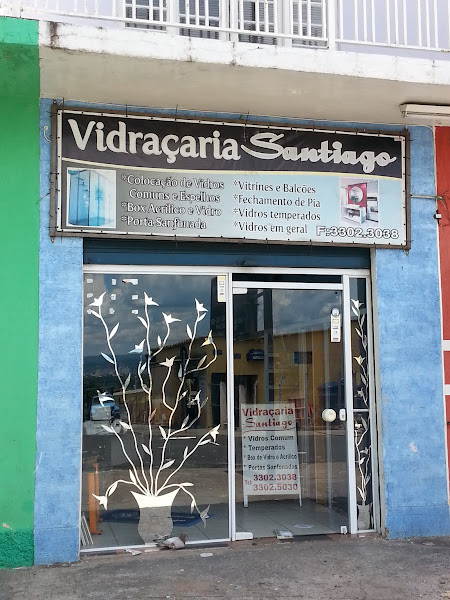 Vidraçaria Santiago
*Colocação de Vidros
Comuns e Espelhos
*Box Acrílico e Vidro
*Porta Sanfonada
*Vitrines e Balcões
*Fechamento de Pia
*Vidros temperados
*Vidros em geral
F:3302.3038
Vidraçaria
Santiago
* Vidros Comum
* Temperados
* Box de Vidro e Acrílico
* Portas Sanfonadas
Tel: 3302.3038
3302.5030